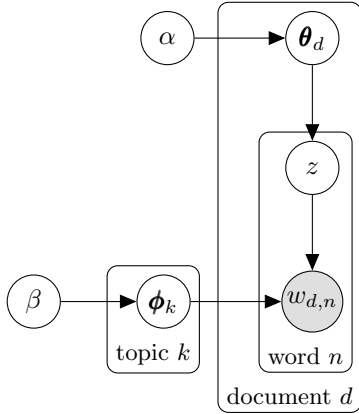 α
θ_d
z
β
ϕ_k
w_{d,n}
topic k
word n
document d